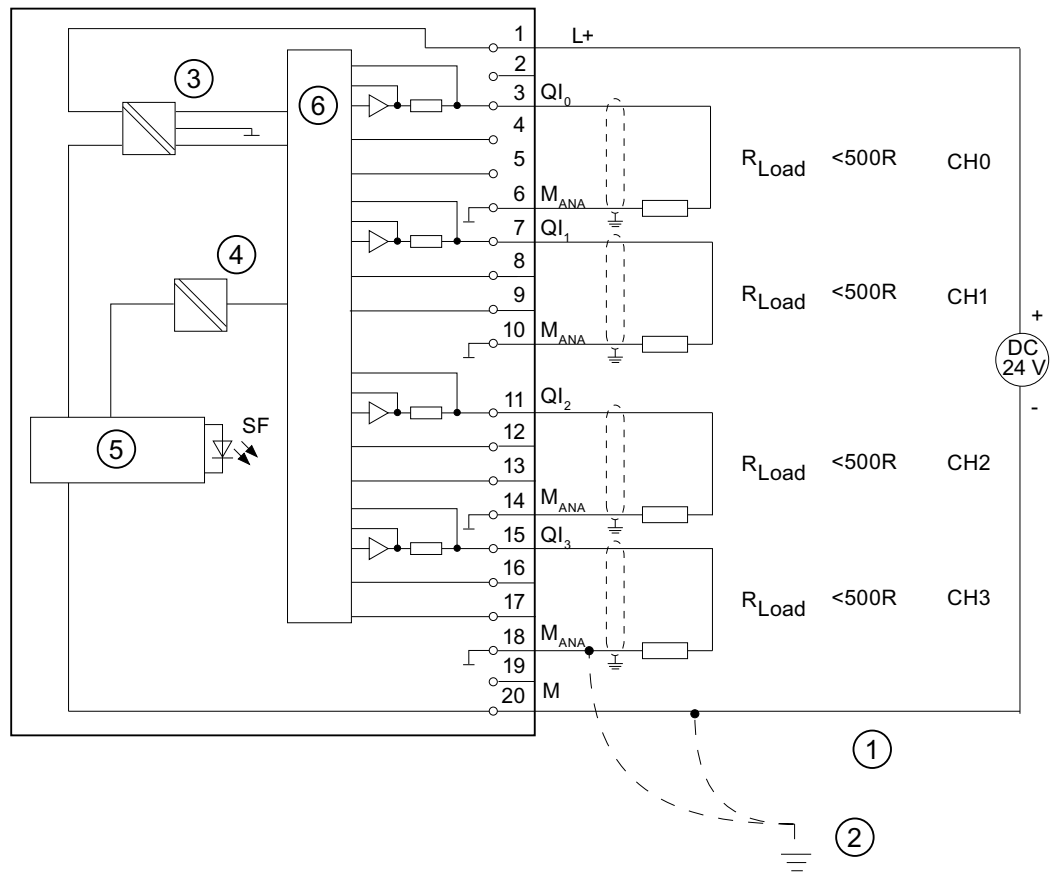 1 L+
2
③
3 QI0
⑥
4
5
RLoad <500R CH0
6 MANA
7 QI1
④
8
9
RLoad <500R CH1
10 MANA
+
DC
24 V
-
11 QI2
SF
⑤
12
13
RLoad <500R CH2
14 MANA
15 QI3
16
17
RLoad <500R CH3
18 MANA
19
20 M
①
②